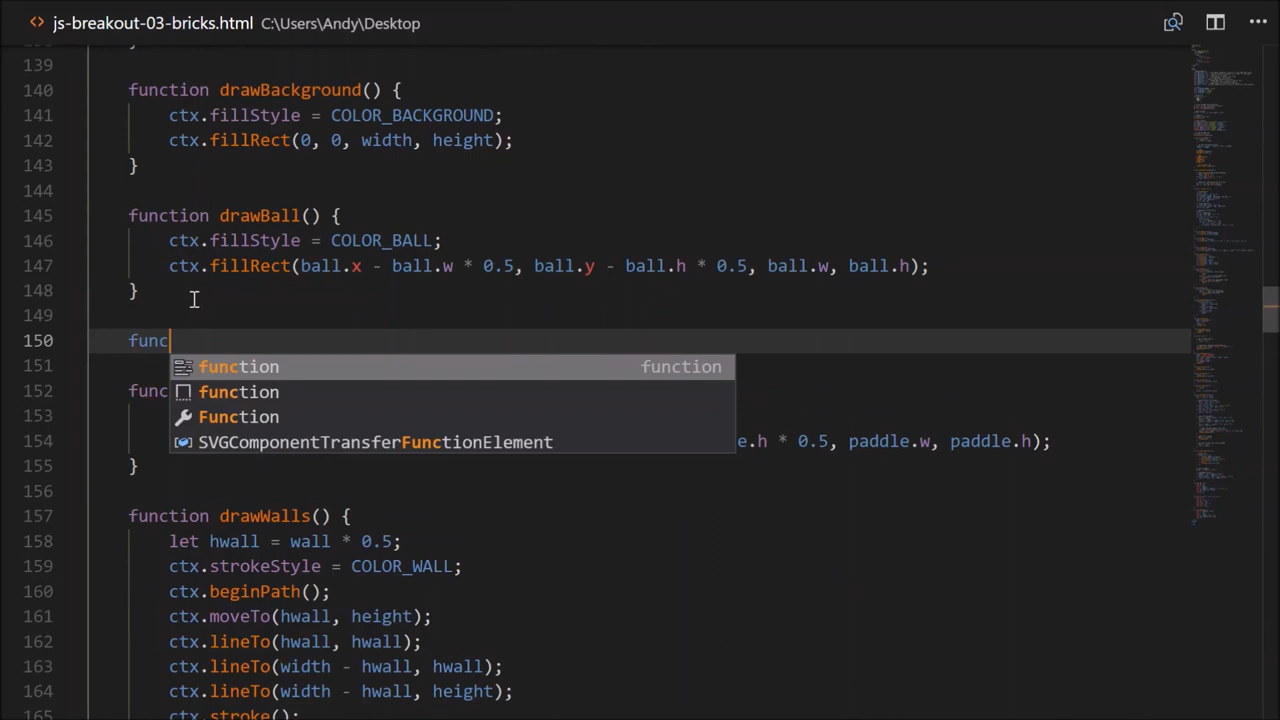 js-breakout-03-bricks.html C:\Users\Andy\Desktop
139
140 function drawBackground() {
141 ctx.fillStyle = COLOR_BACKGROUND;
142 ctx.fillRect(0, 0, width, height);
143 }
144
145 function drawBall() {
146 ctx.fillStyle = COLOR_BALL;
147 ctx.fillRect(ball.x - ball.w * 0.5, ball.y - ball.h * 0.5, ball.w, ball.h);
148 }
149
150 func
151 function function
152 func function
153 Function
154 SVGComponentTransferFunctionElement e.h * 0.5, paddle.w, paddle.h);
155 }
156
157 function drawWalls() {
158 let hwall = wall * 0.5;
159 ctx.strokeStyle = COLOR_WALL;
160 ctx.beginPath();
161 ctx.moveTo(hwall, height);
162 ctx.lineTo(hwall, hwall);
163 ctx.lineTo(width - hwall, hwall);
164 ctx.lineTo(width - hwall, height);
165 ctx.stroke();